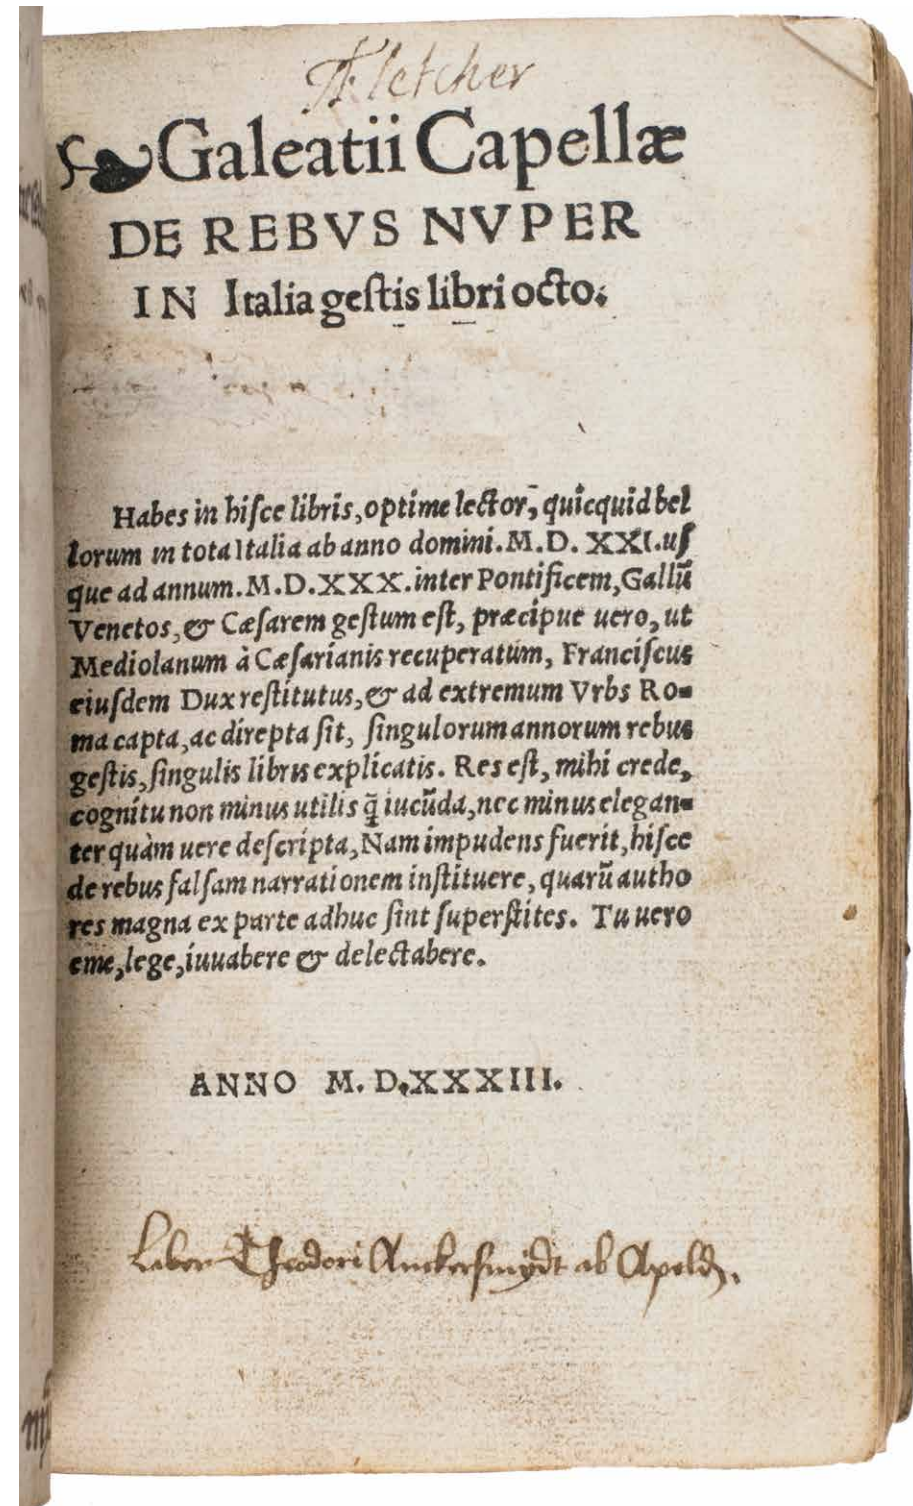 Fletcher
Galeatii Capellæ
DE REBVS NVPER
IN Italia geſtis libri octo.
Habes in hiſce libris, optime lector, quicquid bel
lorum in tota Italia ab anno domini. M. D. XXI. uſ
que ad annum. M. D. XXX. inter Pontificem, Gallũ
Venetos, & Cæſarem geſtum eſt, præcipue uero, ut
Mediolanum à Cæſarianis recuperatum, Franciſcus
eiuſdem Dux reſtitutus, & ad extremum Vrbs Ro-
ma capta, ac direpta ſit, ſingulorum annorum rebus
geſtis, ſingulis libris explicatis. Res eſt, mihi crede,
cognitu non minus utilis q̃ iucũda, nec minus elegan-
ter quàm uere deſcripta, Nam impudens fuerit, hiſce
de rebus falſam narrationem inſtituere, quarũ autho
res magna ex parte adhuc ſint ſuperſtites. Tu uero
eme, lege, iuuabere & delectabere.
ANNO M. D. XXXIII.
Liber Theodori Anckerſmydt ab Apeld.